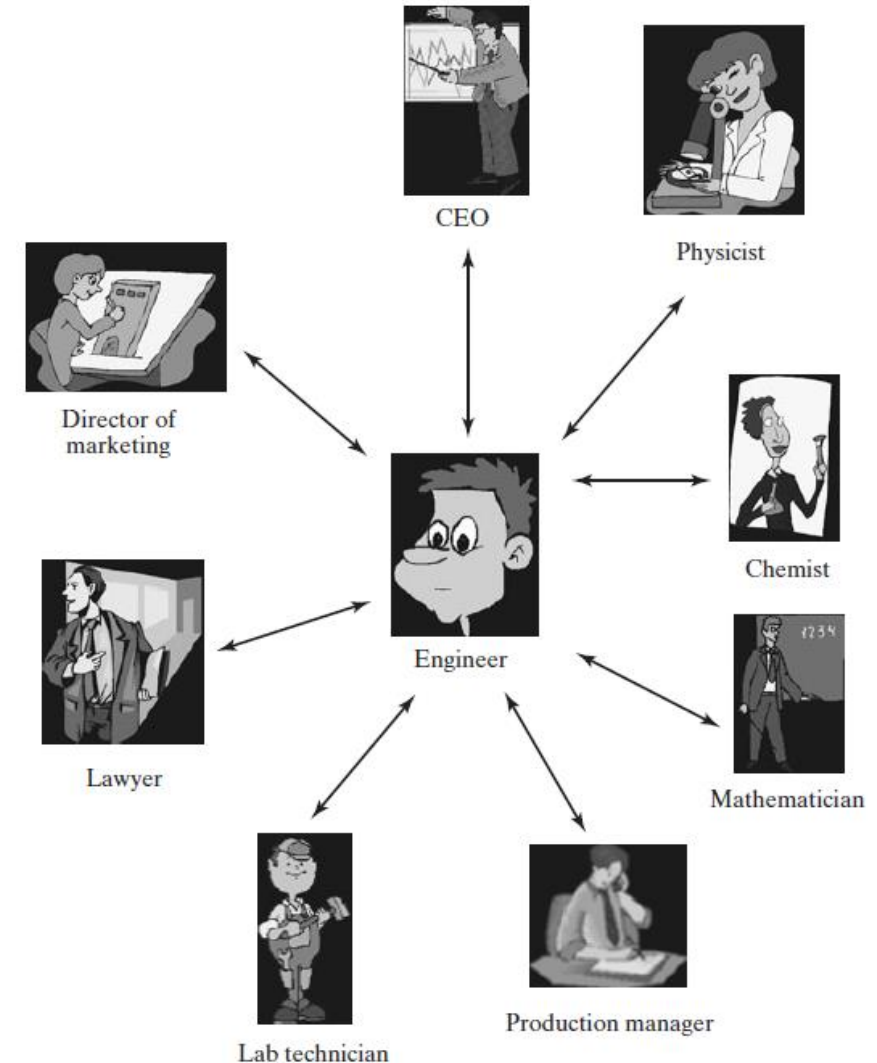 CEO
Physicist
Director of
marketing
Chemist
Engineer
1234
Lawyer
Mathematician
Production manager
Lab technician